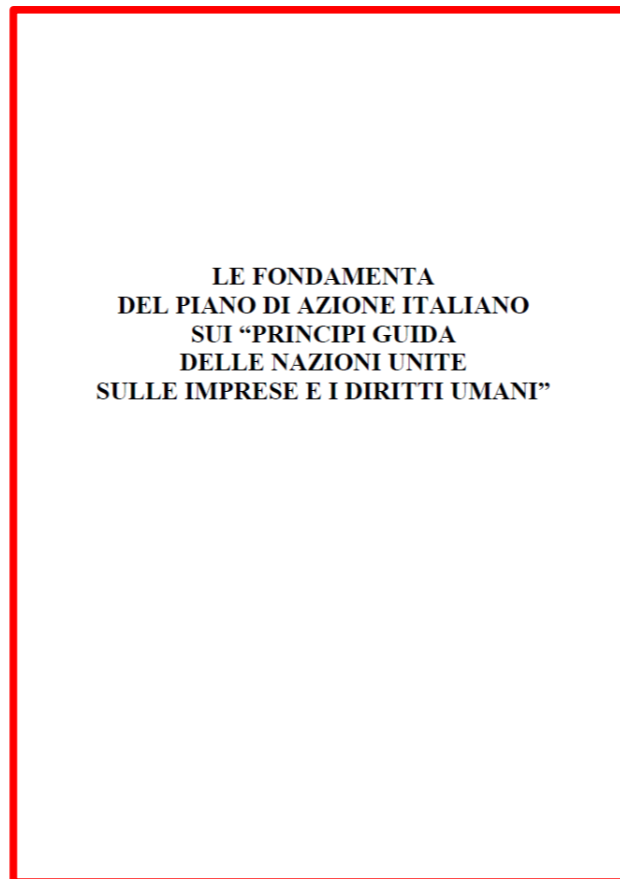 LE FONDAMENTA
DEL PIANO DI AZIONE ITALIANO
SUI “PRINCIPI GUIDA
DELLE NAZIONI UNITE
SULLE IMPRESE E I DIRITTI UMANI”